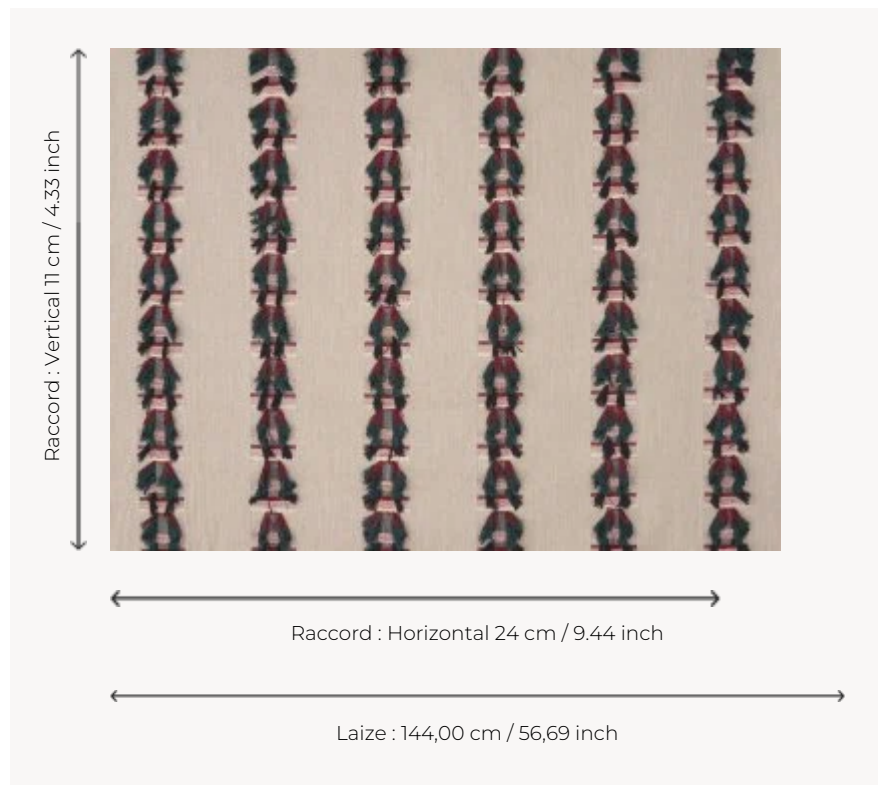 Raccord : Vertical 11 cm / 4.33 inch
Raccord : Horizontal 24 cm / 9.44 inch
Laize : 144,00 cm / 56,69 inch